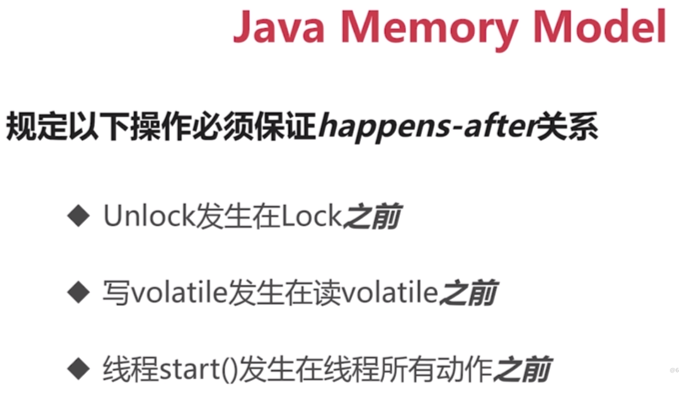 Java Memory Model
规定以下操作必须保证happens-after关系
◆ Unlock发生在Lock之前
◆ 写volatile发生在读volatile之前
◆ 线程start()发生在线程所有动作之前